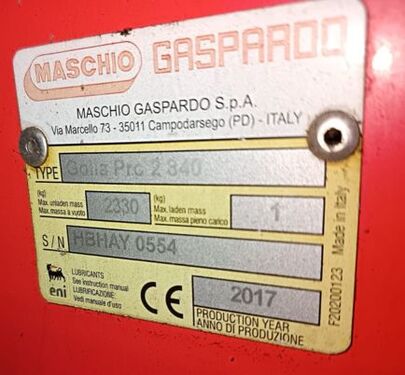 MASCHIO GASPARDO
MASCHIO GASPARDO S.p.A.
Via Marcello 73 - 35011 Campodarsego (PD) - ITALY
TYPE Golia Pro 2 840
(kg)
Max. unladen mass
Max. massa a vuoto
2330
(kg)
Max. laden mass
Max. massa pieno carico
1
S/N HBHAY 0554
eni
LUBRICANTS
See instruction manual
LUBRIFICAZIONE:
Vedi manuale d'uso
CE
2017
PRODUCTION YEAR
ANNO DI PRODUZIONE
F20200123 Made in Italy